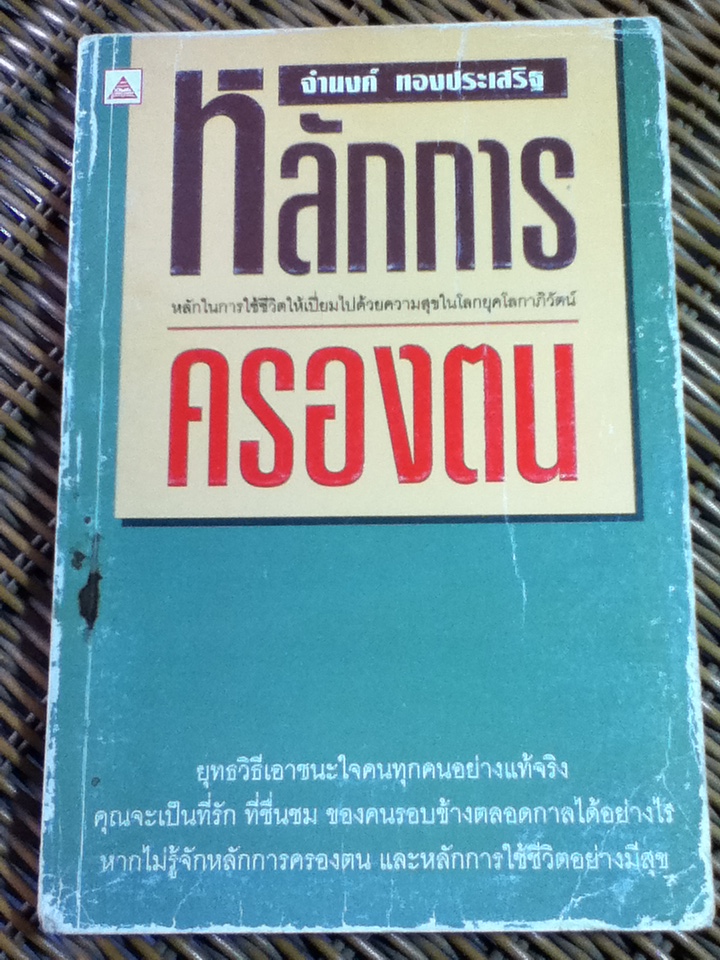 จำนงค์ ทองประเสริฐ
หลักการ
หลักในการใช้ชีวิตให้เปี่ยมไปด้วยความสุขในโลกยุคโลกาภิวัตน์
ครองตน
ยุทธวิธีเอาชนะใจคนทุกคนอย่างแท้จริง
คุณจะเป็นที่รัก ที่ชื่นชม ของคนรอบข้างตลอดกาลได้อย่างไร
หากไม่รู้จักหลักการครองตน และหลักการใช้ชีวิตอย่างมีสุข